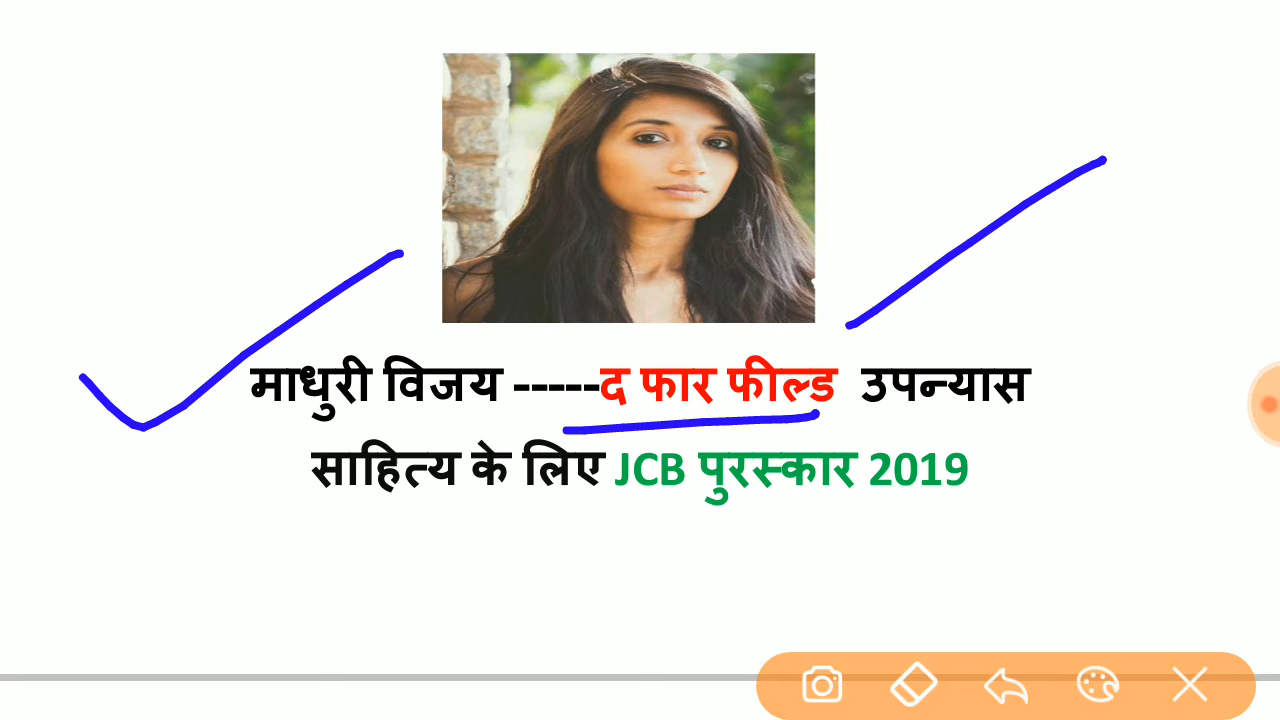 माधुरी विजय -----द फार फील्ड  उपन्यास
साहित्य के लिए JCB पुरस्कार 2019